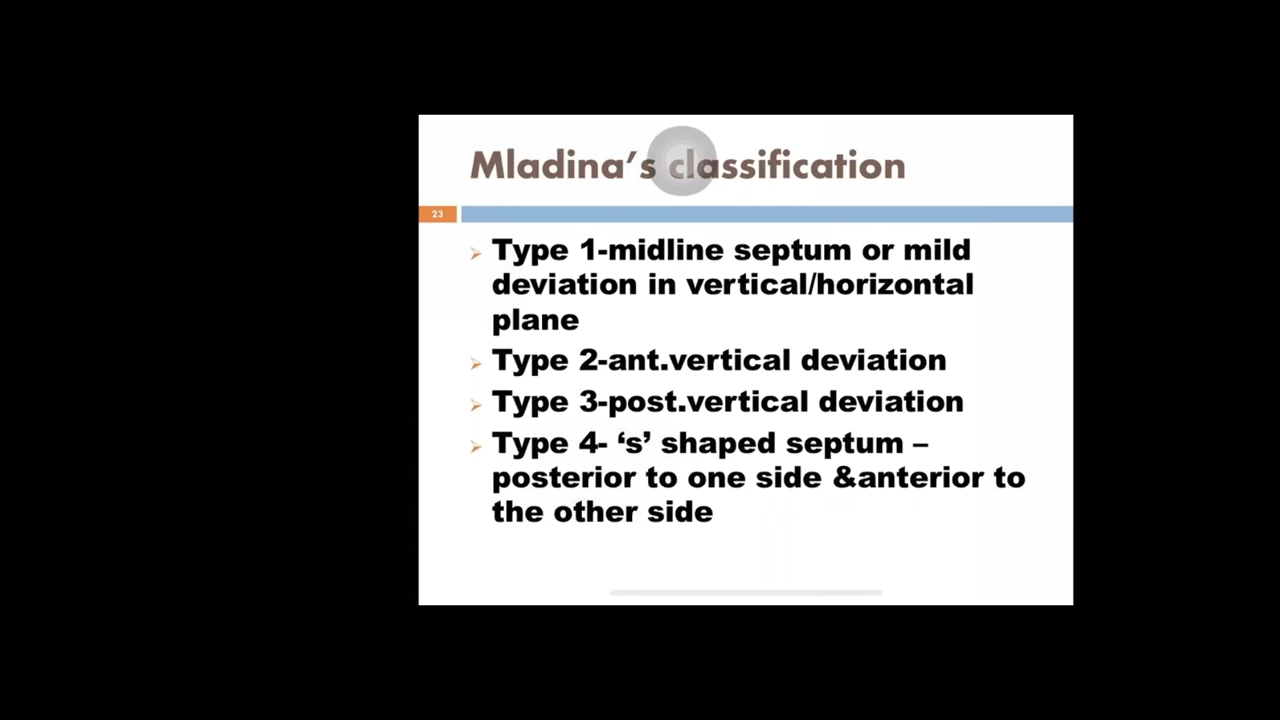 Mladina’s classification
23
Type 1-midline septum or mild
deviation in vertical/horizontal
plane
Type 2-ant.vertical deviation
Type 3-post.vertical deviation
Type 4- ‘s’ shaped septum –
posterior to one side &anterior to
the other side